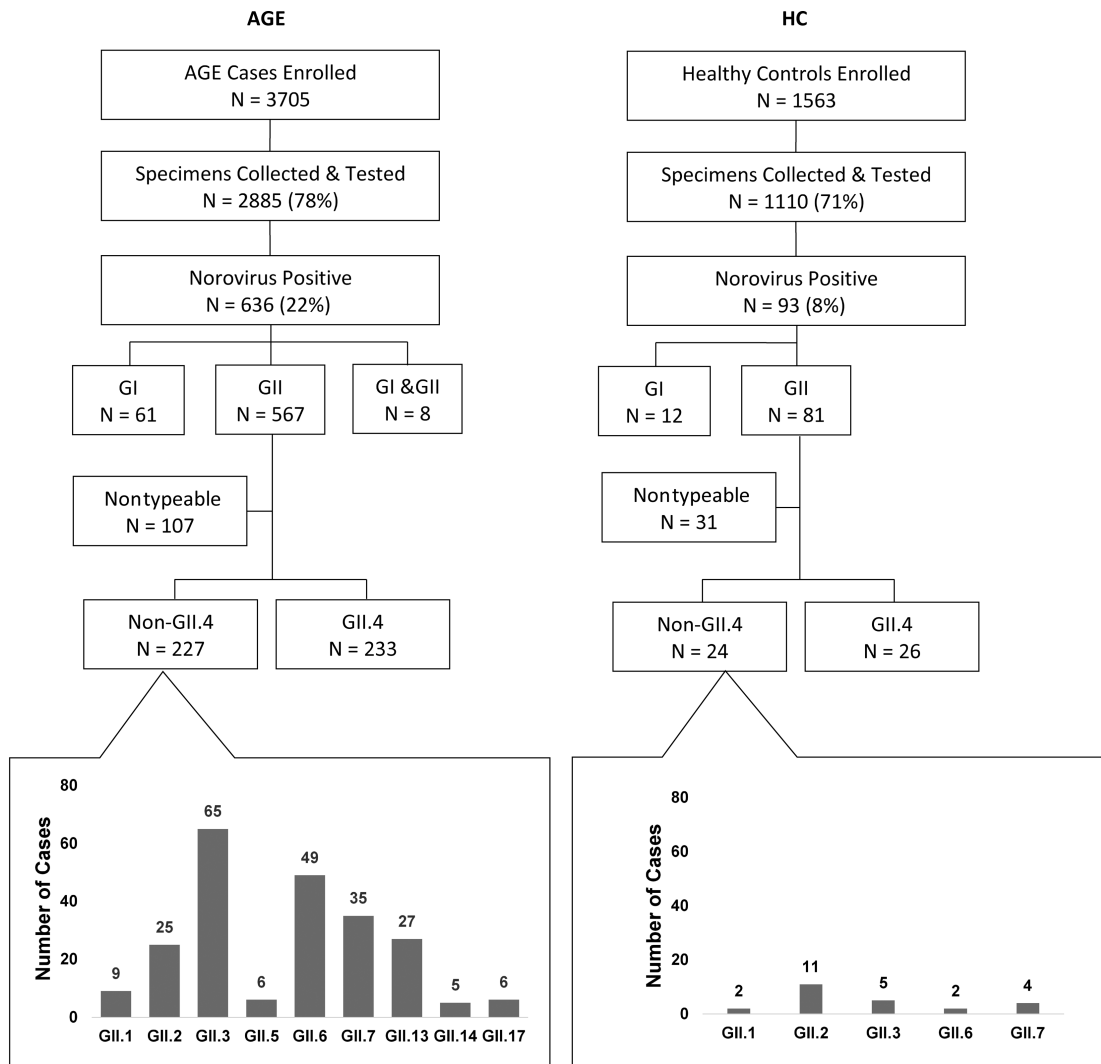 AGE
AGE Cases Enrolled
N = 3705
Specimens Collected & Tested
N = 2885 (78%)
Norovirus Positive
N = 636 (22%)
GI
N = 61
GII
N = 567
GI &GII
N = 8
Nontypeable
N = 107
Non-GII.4
N = 227
GII.4
N = 233
Number of Cases
80
60
40
20
0
9
25
65
6
49
35
27
5
6
GII.1 GII.2 GII.3 GII.5 GII.6 GII.7 GII.13 GII.14 GII.17
HC
Healthy Controls Enrolled
N = 1563
Specimens Collected & Tested
N = 1110 (71%)
Norovirus Positive
N = 93 (8%)
GI
N = 12
GII
N = 81
Nontypeable
N = 31
Non-GII.4
N = 24
GII.4
N = 26
Number of Cases
80
60
40
20
0
2
11
5
2
4
GII.1 GII.2 GII.3 GII.6 GII.7